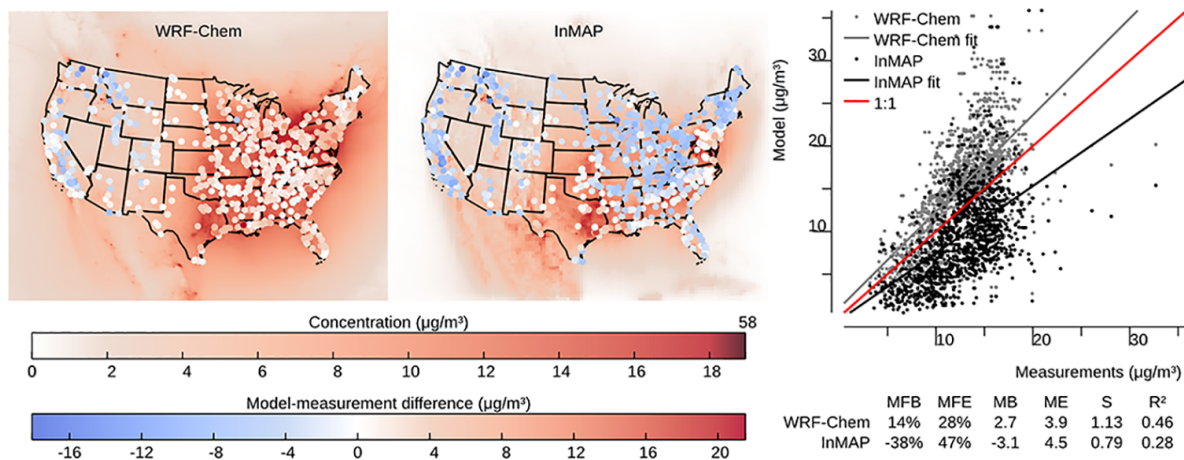 WRF-Chem
InMAP
Concentration (µg/m³)
58
0 2 4 6 8 10 12 14 16 18
Model-measurement difference (µg/m³)
-16 -12 -8 -4 0 4 8 12 16 20
WRF-Chem
WRF-Chem fit
InMAP
InMAP fit
1:1
Model (µg/m³)
30
20
10
10 20 30
Measurements (µg/m³)
MFB MFE MB ME S R²
WRF-Chem 14% 28% 2.7 3.9 1.13 0.46
InMAP -38% 47% -3.1 4.5 0.79 0.28